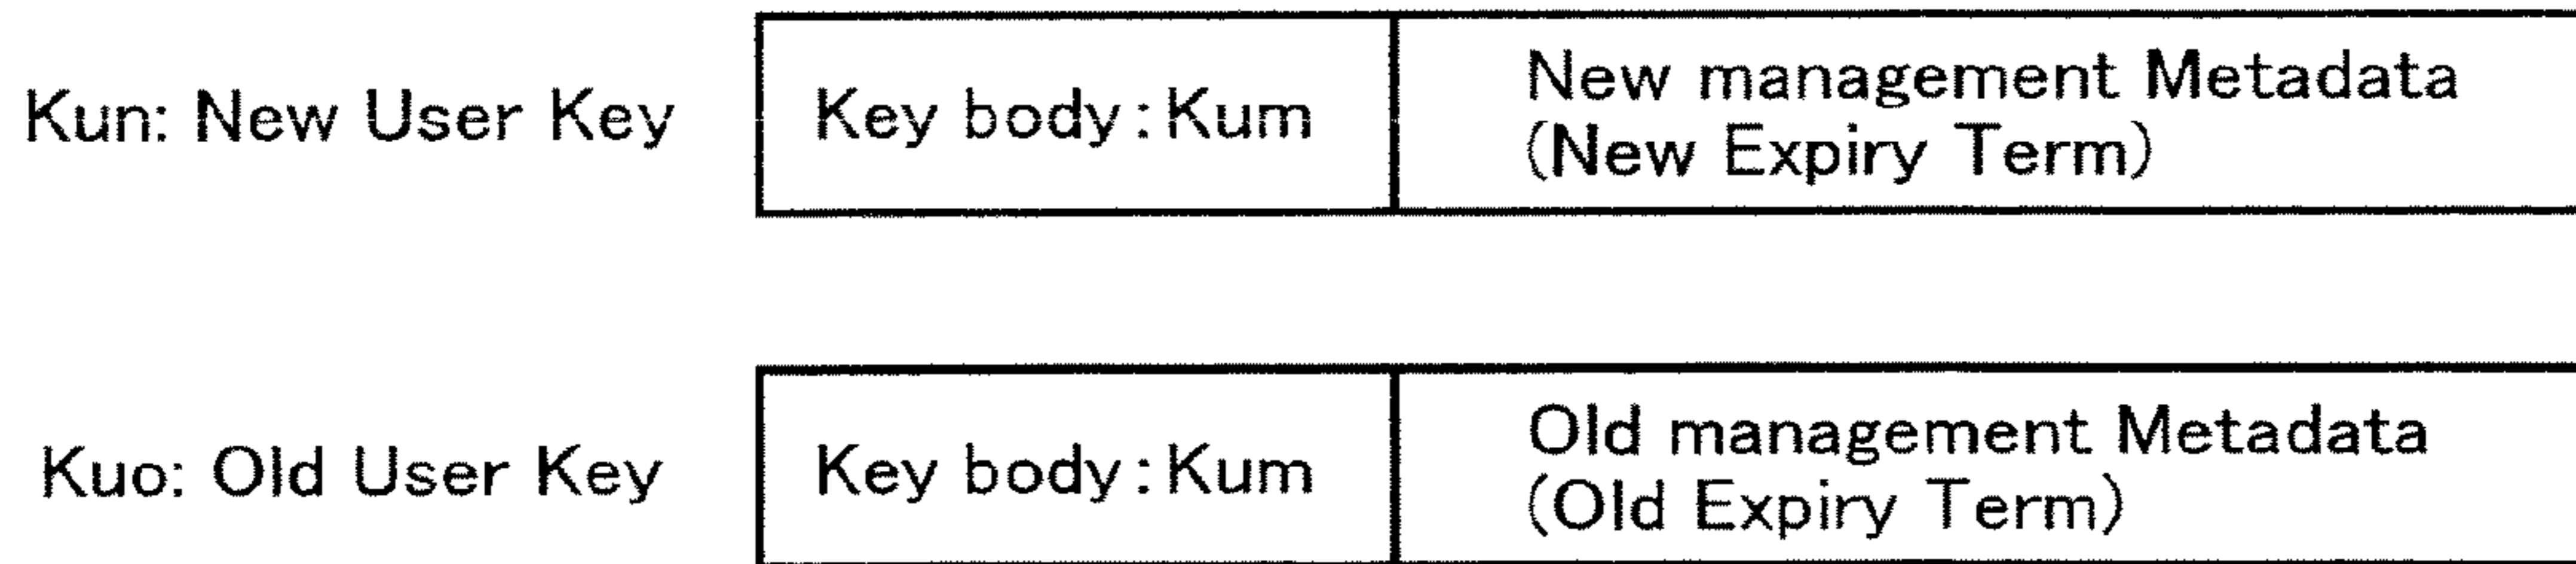 Kun: New User Key
Key body:Kum
New management Metadata
(New Expiry Term)
Kuo: Old User Key
Key body:Kum
Old management Metadata
(Old Expiry Term)